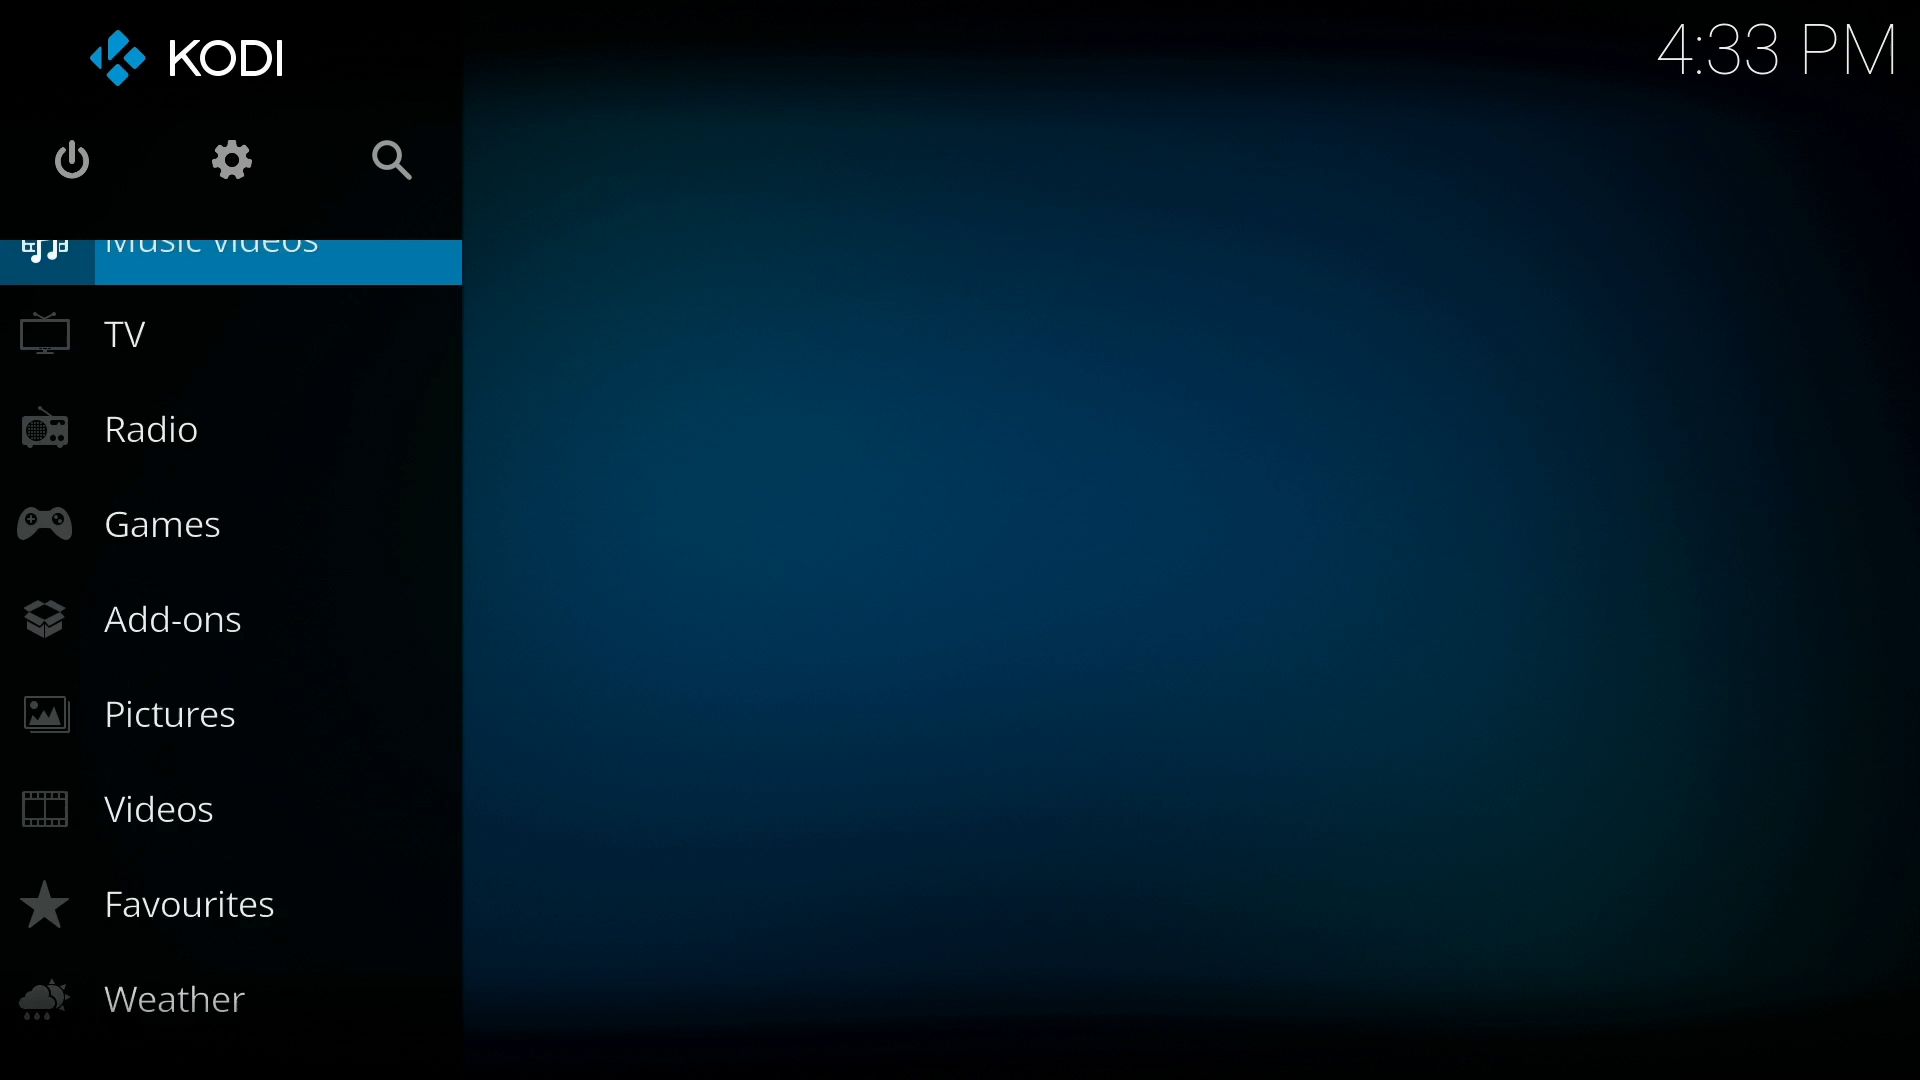 KODI
4:33 PM
Music Videos
TV
Radio
Games
Add-ons
Pictures
Videos
Favourites
Weather